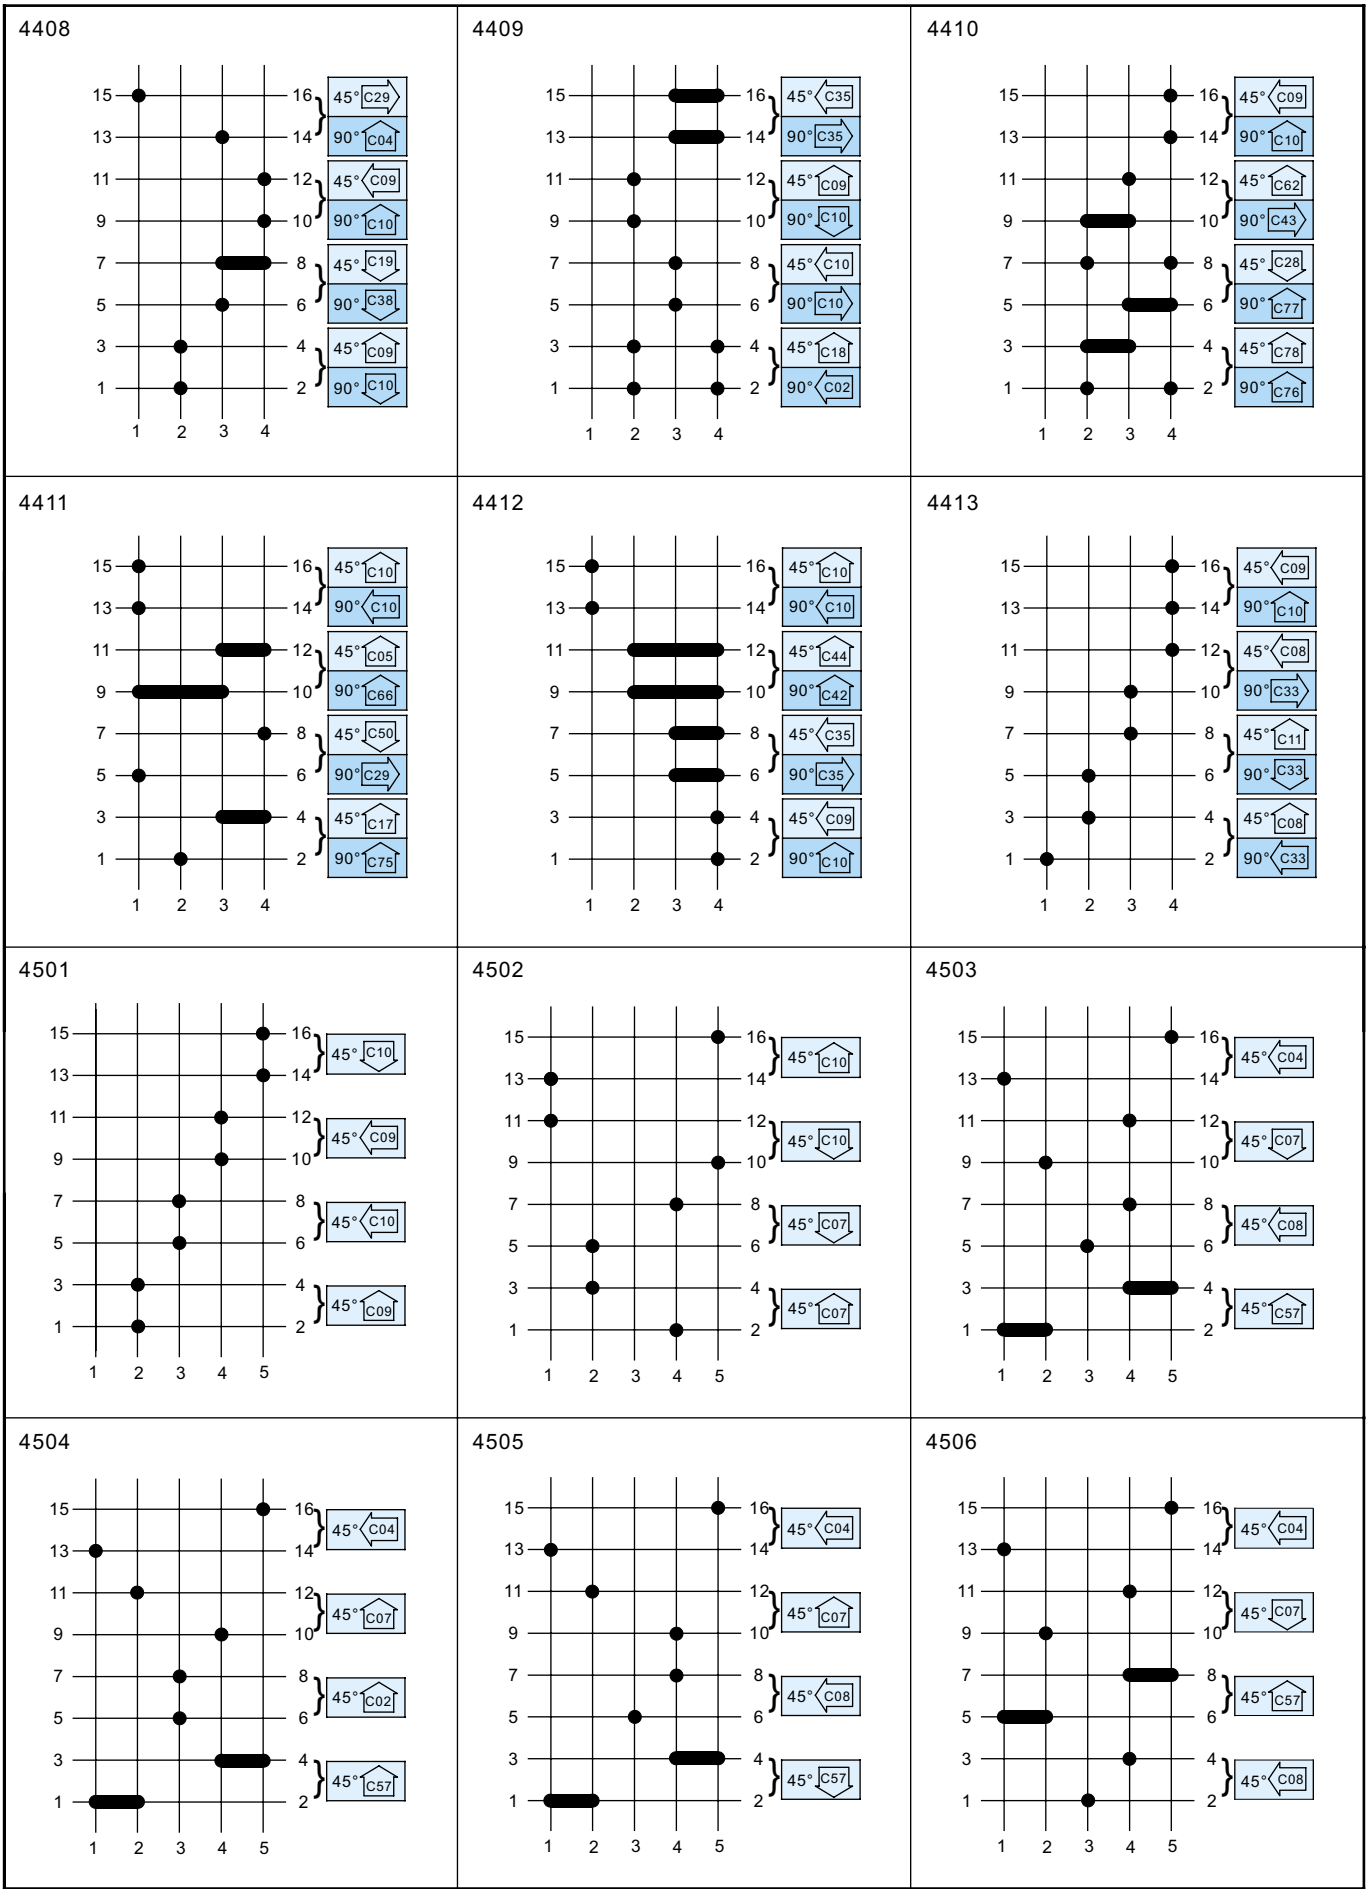 4408
15 16 45° C29
13 14 90° C04
11 12 45° C09
9 10 90° C10
7 8 45° C19
5 6 90° C38
3 4 45° C09
1 2 90° C10
1 2 3 4
4409
15 16 45° C35
13 14 90° C35
11 12 45° C09
9 10 90° C10
7 8 45° C10
5 6 90° C10
3 4 45° C18
1 2 90° C02
1 2 3 4
4410
15 16 45° C09
13 14 90° C10
11 12 45° C62
9 10 90° C43
7 8 45° C28
5 6 90° C77
3 4 45° C78
1 2 90° C76
1 2 3 4
4411
15 16 45° C10
13 14 90° C10
11 12 45° C05
9 10 90° C66
7 8 45° C50
5 6 90° C29
3 4 45° C17
1 2 90° C75
1 2 3 4
4412
15 16 45° C10
13 14 90° C10
11 12 45° C44
9 10 90° C42
7 8 45° C35
5 6 90° C35
3 4 45° C09
1 2 90° C10
1 2 3 4
4413
15 16 45° C09
13 14 90° C10
11 12 45° C08
9 10 90° C33
7 8 45° C11
5 6 90° C33
3 4 45° C08
1 2 90° C33
1 2 3 4
4501
15 16
45° C10
13 14
11 12
45° C09
9 10
7 8
45° C10
5 6
3 4
45° C09
1 2
1 2 3 4 5
4502
15 16
45° C10
13 14
11 12
45° C10
9 10
7 8
45° C07
5 6
3 4
45° C07
1 2
1 2 3 4 5
4503
15 16
45° C04
13 14
11 12
45° C07
9 10
7 8
45° C08
5 6
3 4
45° C57
1 2
1 2 3 4 5
4504
15 16
45° C04
13 14
11 12
45° C07
9 10
7 8
45° C02
5 6
3 4
45° C57
1 2
1 2 3 4 5
4505
15 16
45° C04
13 14
11 12
45° C07
9 10
7 8
45° C08
5 6
3 4
45° C57
1 2
1 2 3 4 5
4506
15 16
45° C04
13 14
11 12
45° C07
9 10
7 8
45° C57
5 6
3 4
45° C08
1 2
1 2 3 4 5